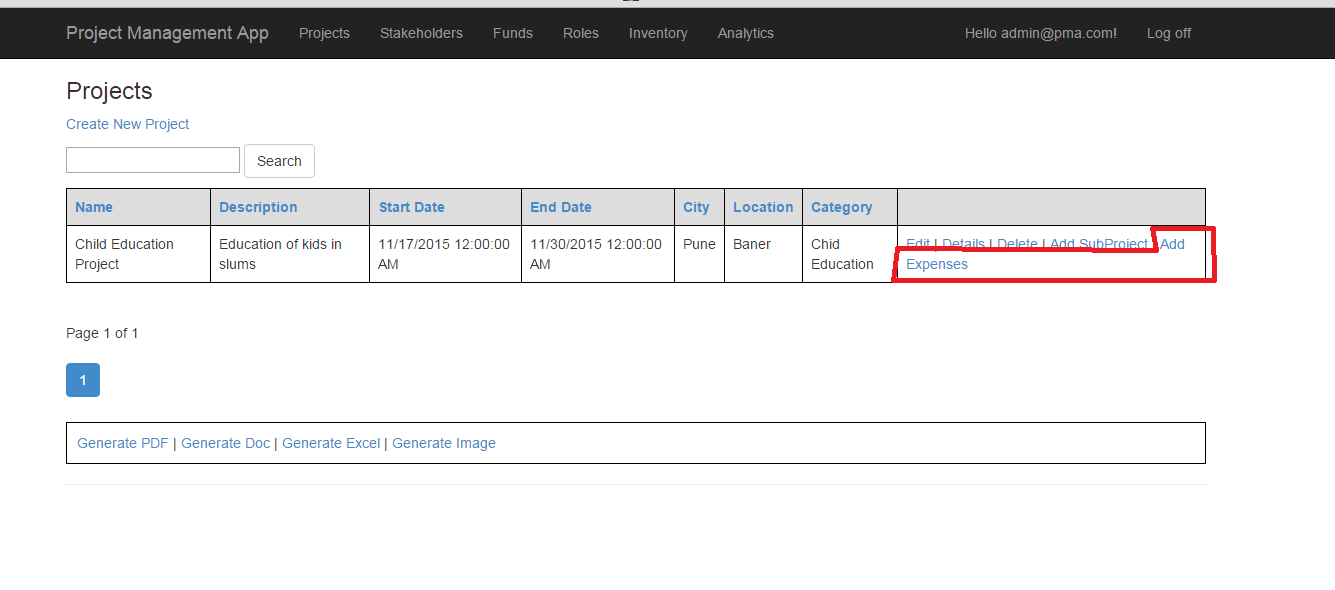 Project Management App Projects Stakeholders Funds Roles Inventory Analytics Hello admin@pma.com! Log off
Projects
Create New Project
Search
Name Description Start Date End Date City Location Category
Child Education Education of kids in 11/17/2015 12:00:00 11/30/2015 12:00:00 Pune Baner Chid Edit | Details | Delete | Add SubProject Add
Project slums AM AM Education Expenses
Page 1 of 1
1
Generate PDF | Generate Doc | Generate Excel | Generate Image